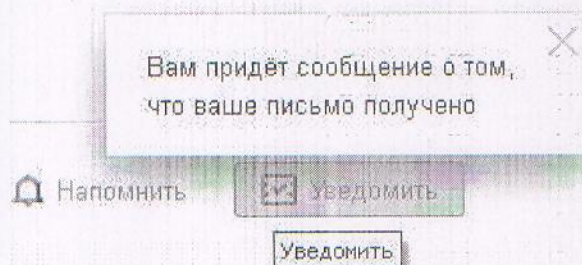 Вам придёт сообщение о том,
что ваше письмо получено
Напомнить Уведомить
Уведомить